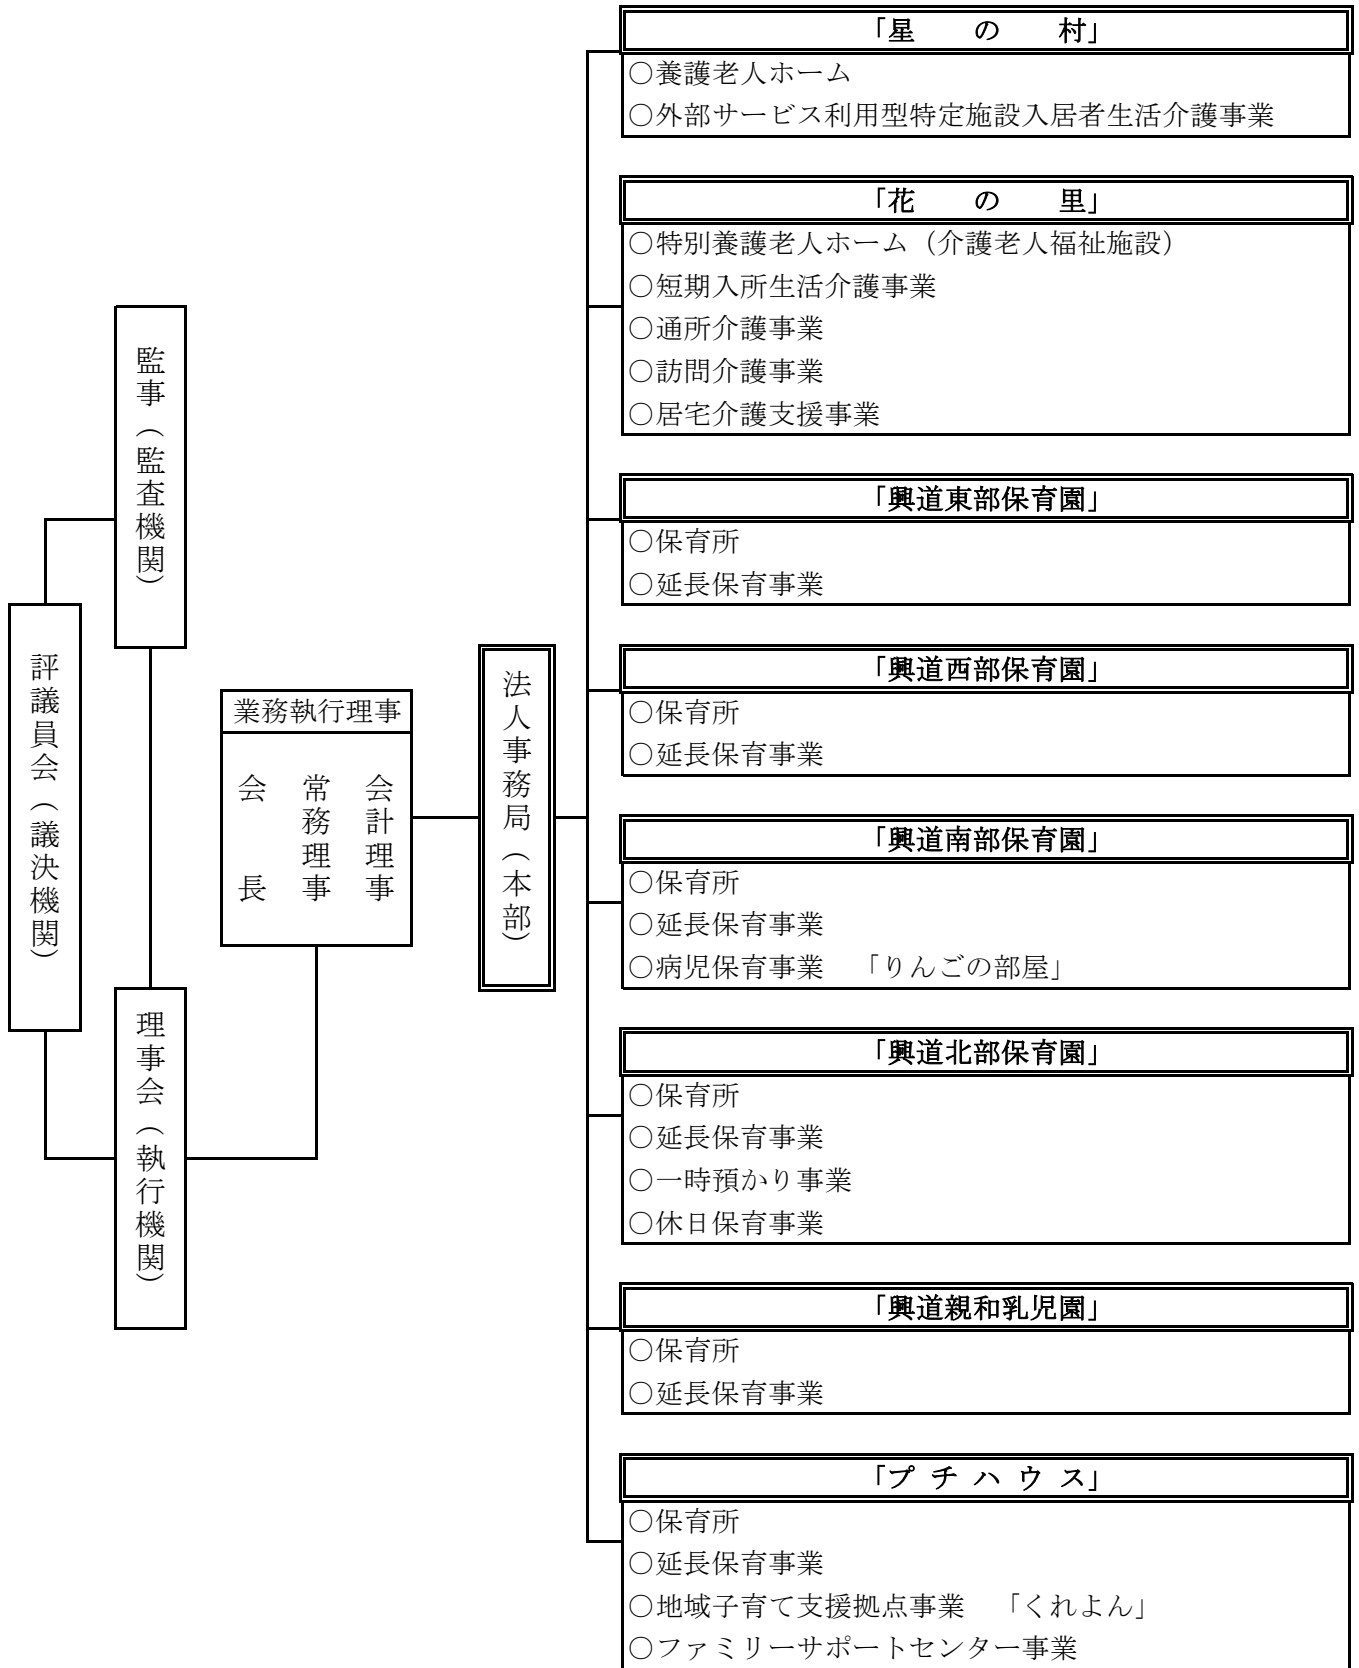 評議員会（議決機関）
監事（監査機関）
理事会（執行機関）
業務執行理事
会長
常務理事
会計理事
法人事務局（本部）
「星　の　村」
○養護老人ホーム
○外部サービス利用型特定施設入居者生活介護事業
「花　の　里」
○特別養護老人ホーム（介護老人福祉施設）
○短期入所生活介護事業
○通所介護事業
○訪問介護事業
○居宅介護支援事業
「興道東部保育園」
○保育所
○延長保育事業
「興道西部保育園」
○保育所
○延長保育事業
「興道南部保育園」
○保育所
○延長保育事業
○病児保育事業　「りんごの部屋」
「興道北部保育園」
○保育所
○延長保育事業
○一時預かり事業
○休日保育事業
「興道親和乳児園」
○保育所
○延長保育事業
「プ チ ハ ウ ス」
○保育所
○延長保育事業
○地域子育て支援拠点事業　「くれよん」
○ファミリーサポートセンター事業